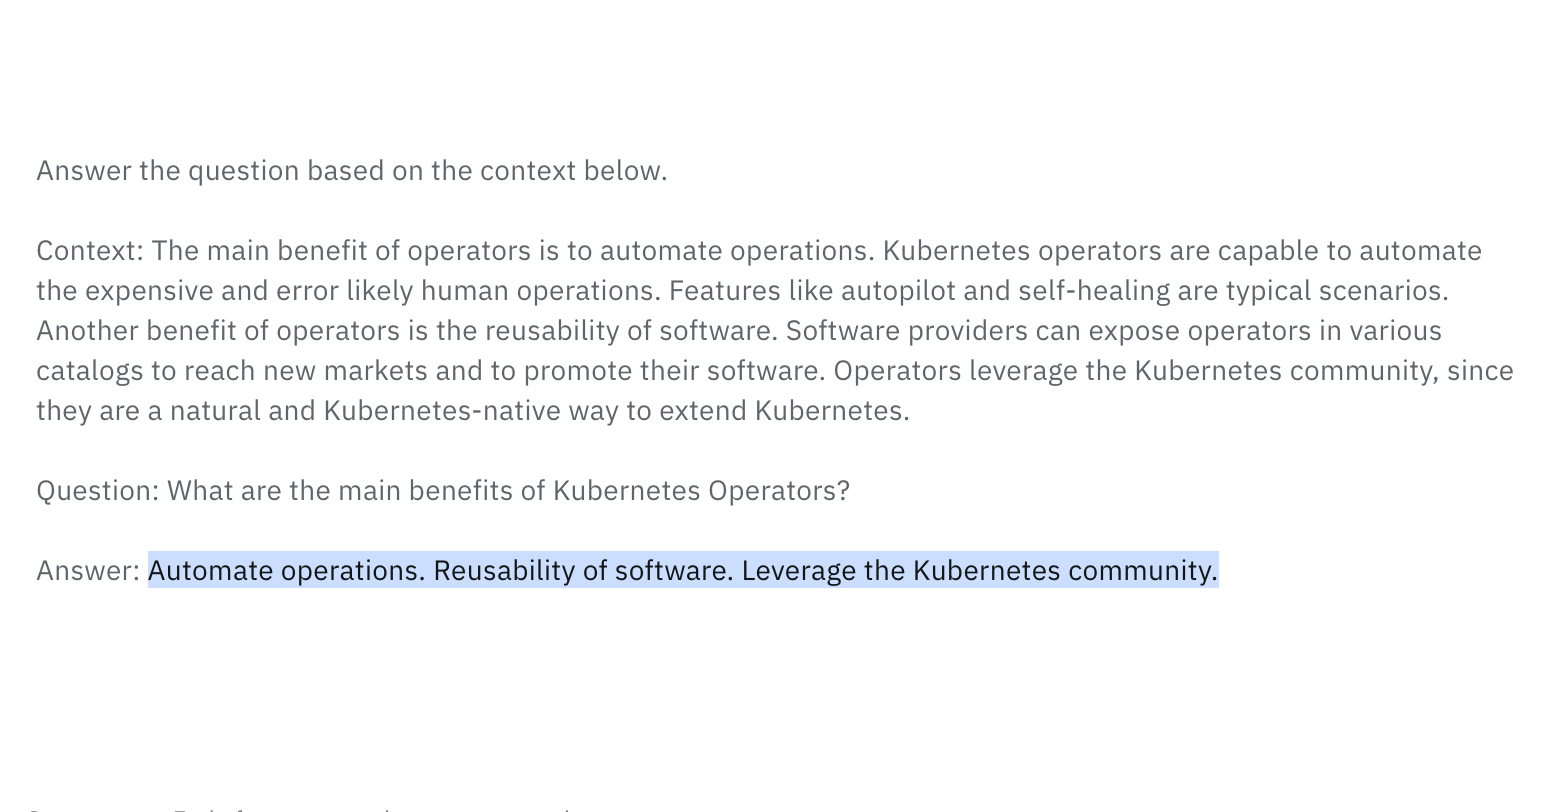 Answer the question based on the context below.
Context: The main benefit of operators is to automate operations. Kubernetes operators are capable to automate
the expensive and error likely human operations. Features like autopilot and self-healing are typical scenarios.
Another benefit of operators is the reusability of software. Software providers can expose operators in various
catalogs to reach new markets and to promote their software. Operators leverage the Kubernetes community, since
they are a natural and Kubernetes-native way to extend Kubernetes.
Question: What are the main benefits of Kubernetes Operators?
Answer: Automate operations. Reusability of software. Leverage the Kubernetes community.